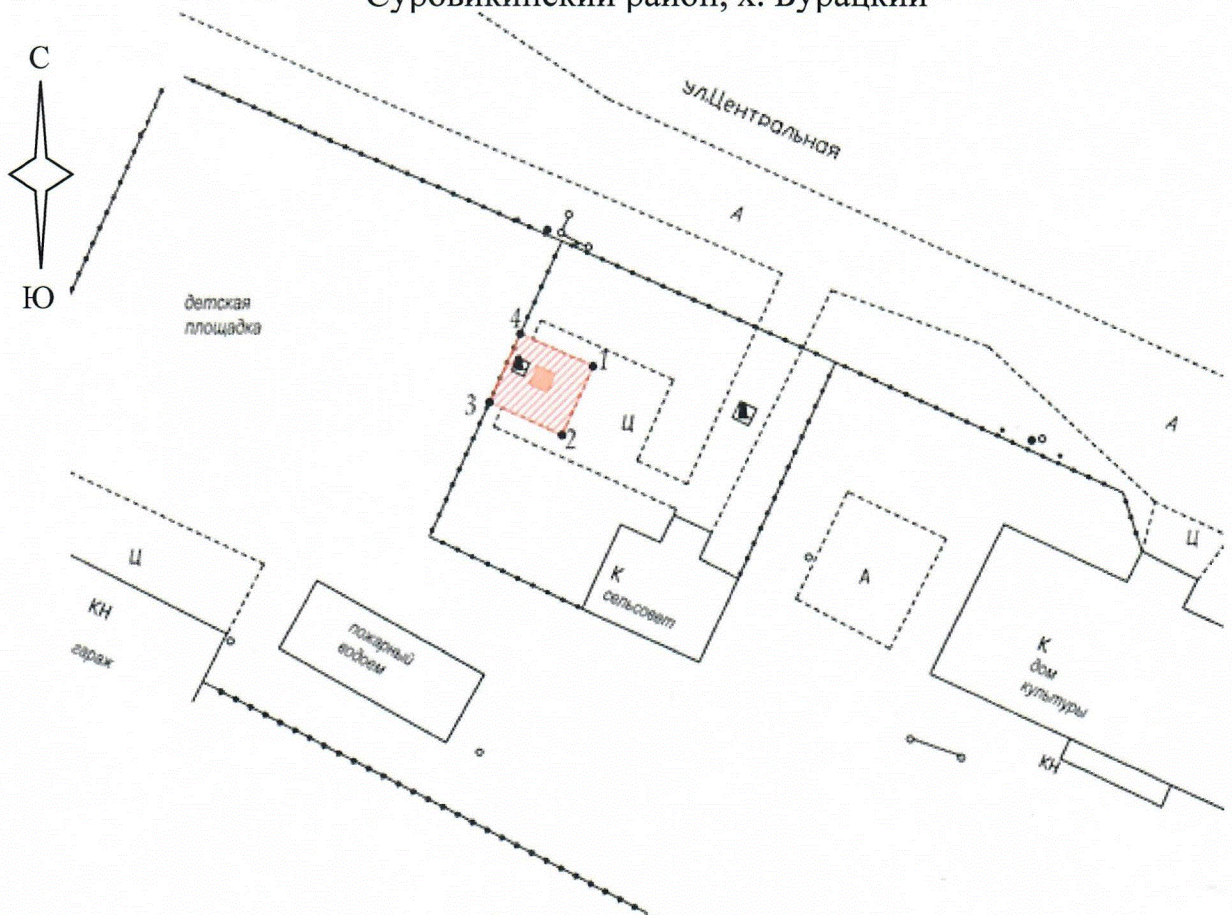 Суровикинский район, х. Бурацкий
С
Ю
ул.Центральная
А
детская
площадка
4
1
3
2
Ц
А
Ц
К
сельсовет
А
Ц
КН
гараж
пожарный
водоем
К
дом
культуры
КН